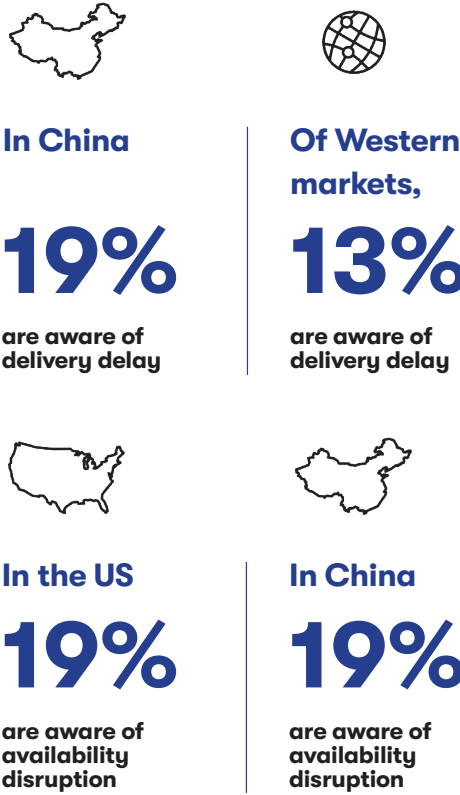 In China
19%
are aware of
delivery delay
Of Western
markets,
13%
are aware of
delivery delay
In the US
19%
are aware of
availability
disruption
In China
19%
are aware of
availability
disruption